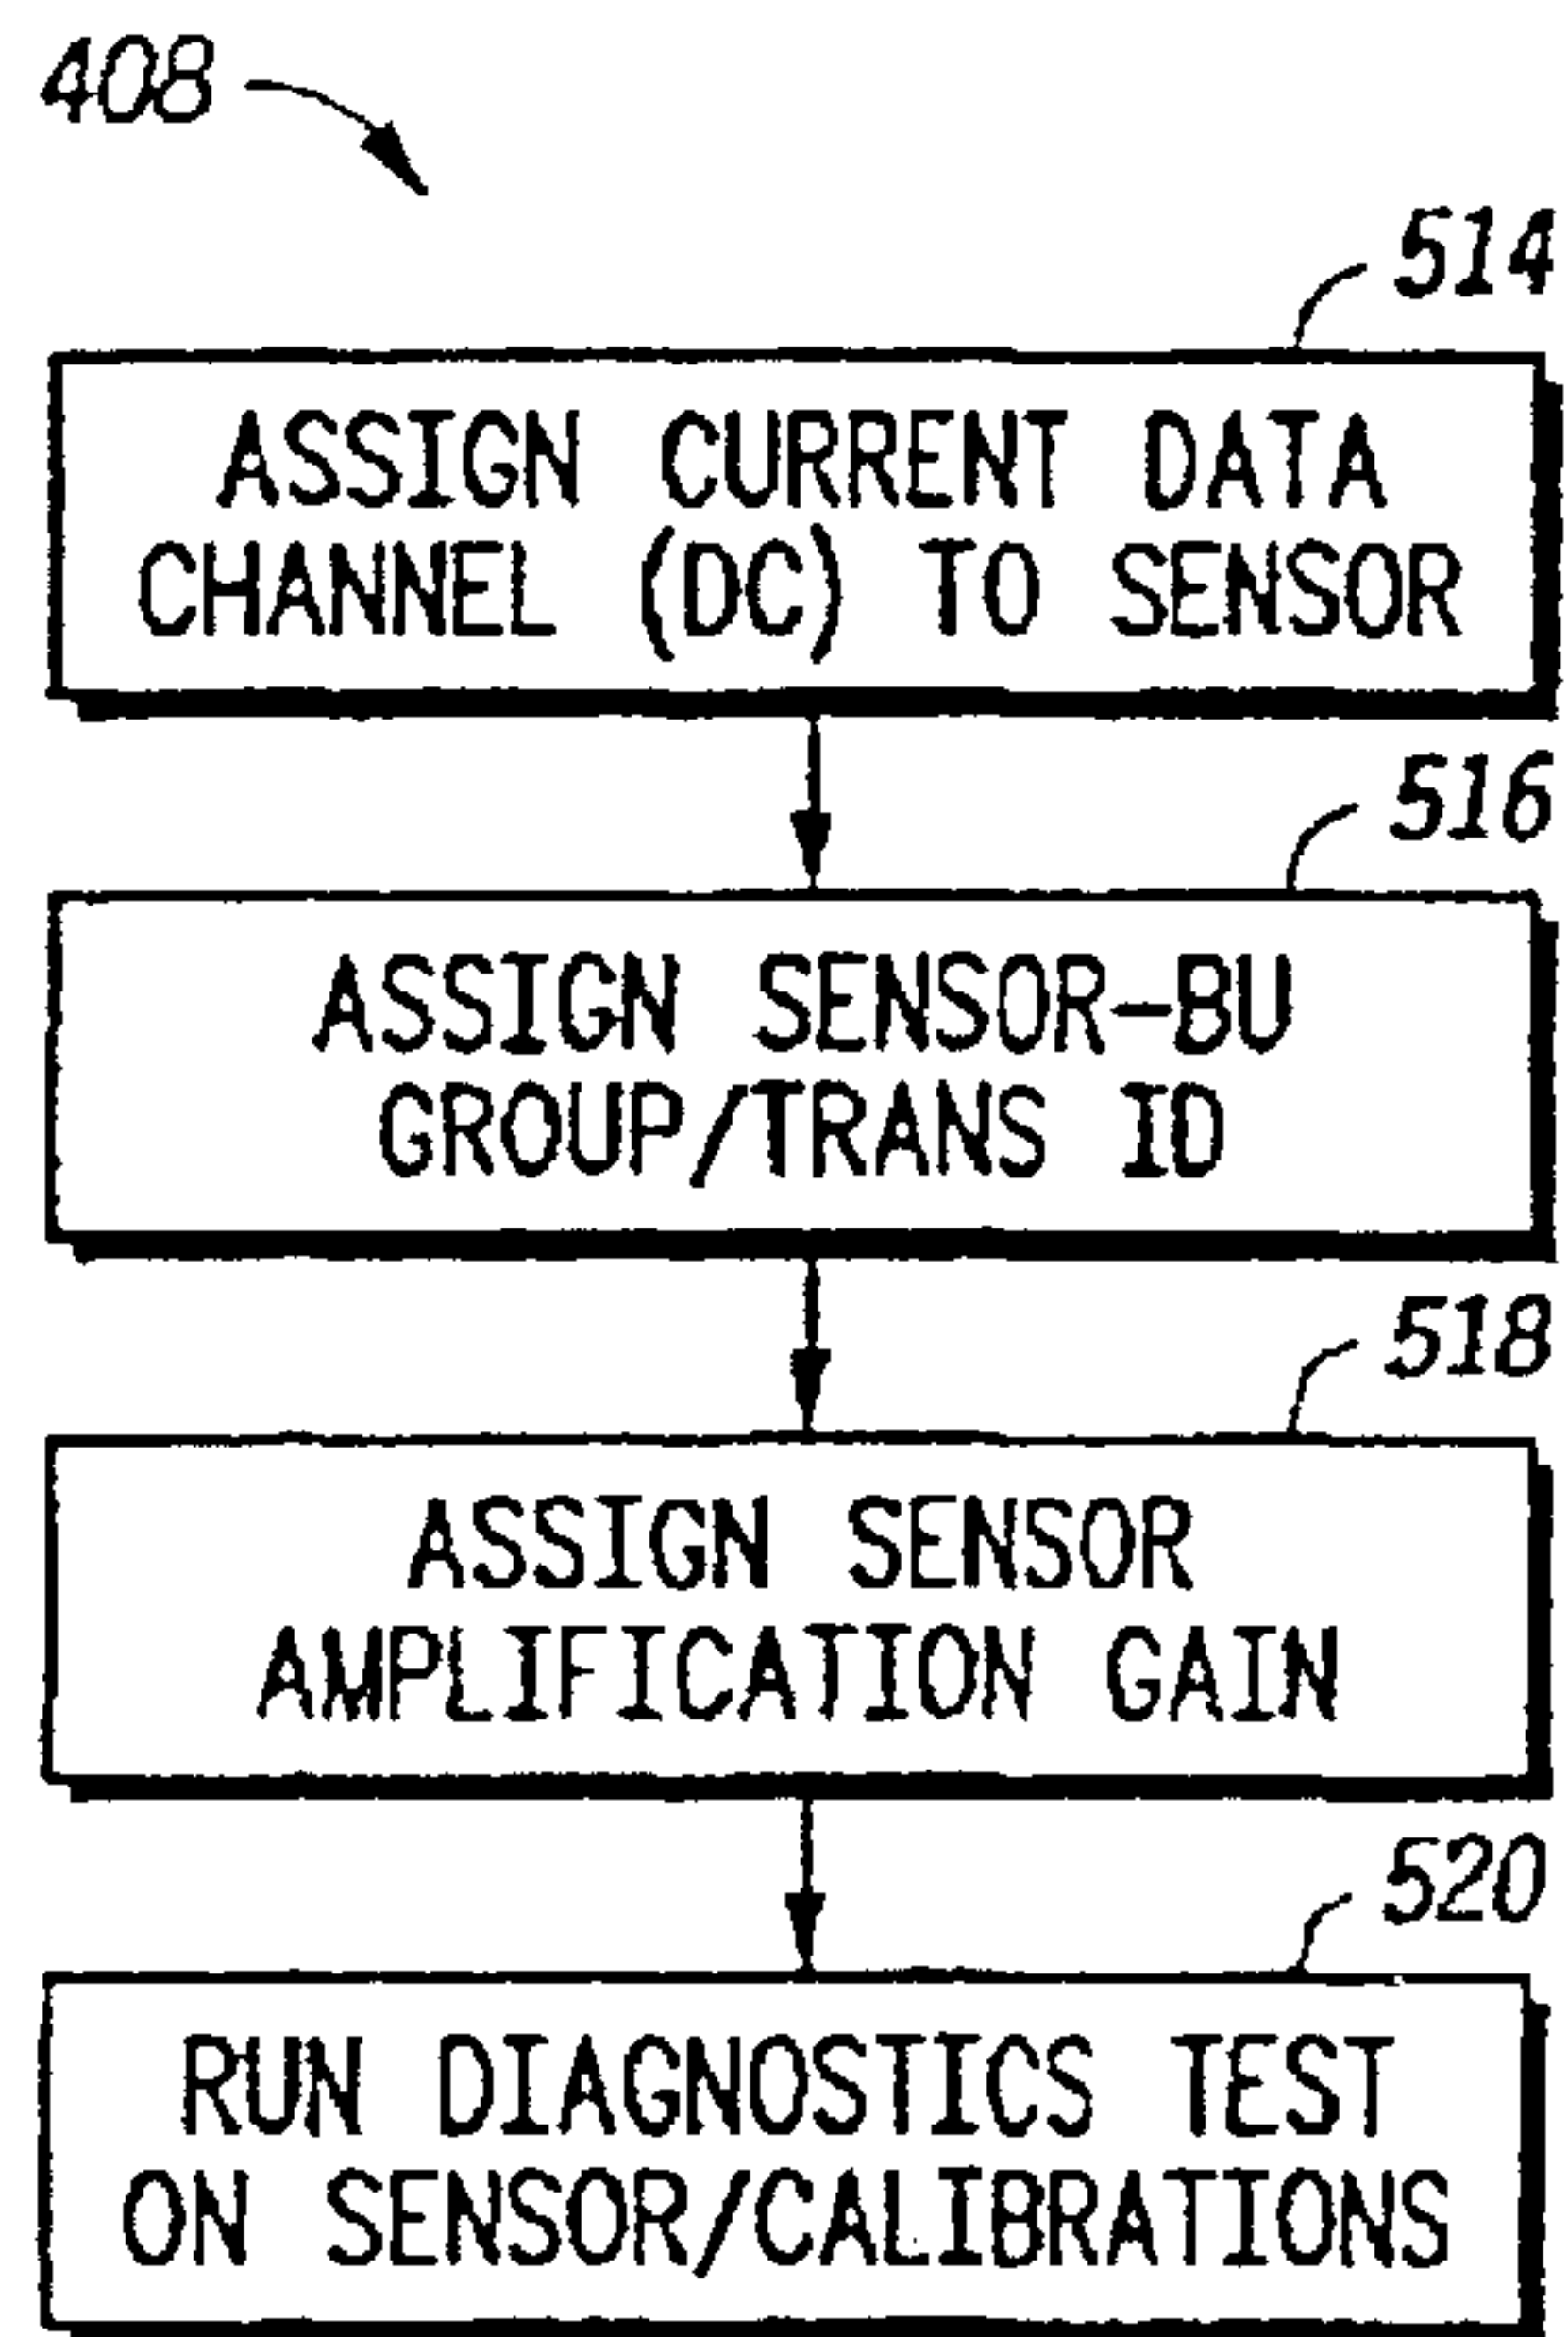 408
514
ASSIGN CURRENT DATA
CHANNEL (DC) TO SENSOR
516
ASSIGN SENSOR-BU
GROUP/TRANS ID
518
ASSIGN SENSOR
AMPLIFICATION GAIN
520
RUN DIAGNOSTICS TEST
ON SENSOR/CALIBRATIONS